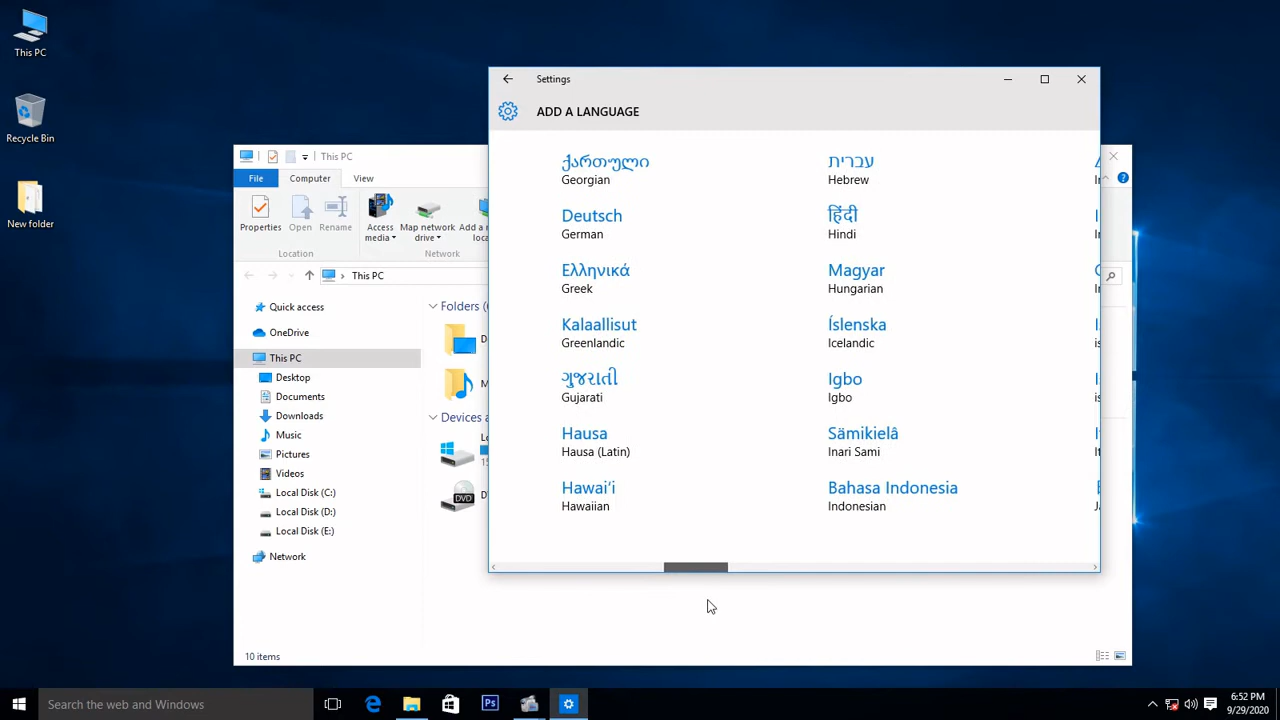 This PC
Recycle Bin
New folder
Settings
ADD A LANGUAGE
ქართული
Georgian
Deutsch
German
Ελληνικά
Greek
Kalaallisut
Greenlandic
ગુજરાતી
Gujarati
Hausa
Hausa (Latin)
Hawaiʻi
Hawaiian
עברית
Hebrew
हिंदी
Hindi
Magyar
Hungarian
Íslenska
Icelandic
Igbo
Igbo
Sämikielâ
Inari Sami
Bahasa Indonesia
Indonesian
This PC
File
Computer
View
Properties
Open
Rename
Access media
Map network drive
Location
Network
This PC
Quick access
OneDrive
This PC
Desktop
Documents
Downloads
Music
Pictures
Videos
Local Disk (C:)
Local Disk (D:)
Local Disk (E:)
Network
Folders
Devices
DVD
10 items
Search the web and Windows
Ps
6:52 PM
9/29/2020